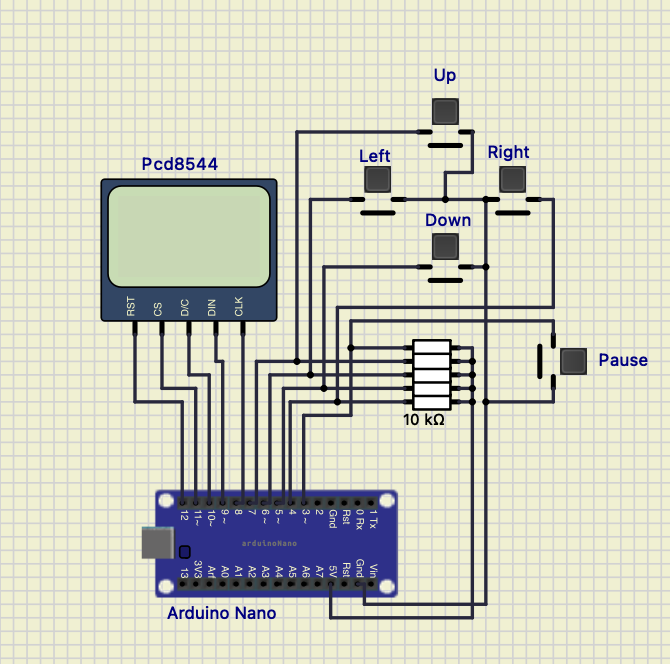 Up
Left
Right
Pcd8544
Down
RST
CS
D/C
DIN
CLK
Pause
10 kΩ
12
11~
10~
9 ~
8
7
6 ~
5 ~
4
3 ~
2
Gnd
Rst
0 Rx
1 Tx
arduinoNano
13
3V3
Arf
A0
A1
A2
A3
A4
A5
A6
A7
5V
Rst
Gnd
Vin
Arduino Nano